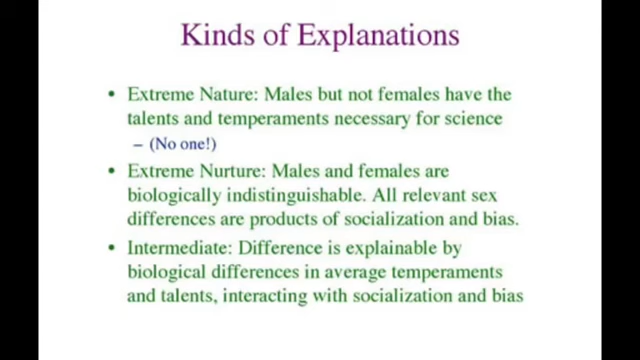 Kinds of Explanations
• Extreme Nature: Males but not females have the
talents and temperaments necessary for science
– (No one!)
• Extreme Nurture: Males and females are
biologically indistinguishable. All relevant sex
differences are products of socialization and bias.
• Intermediate: Difference is explainable by
biological differences in average temperaments
and talents, interacting with socialization and bias